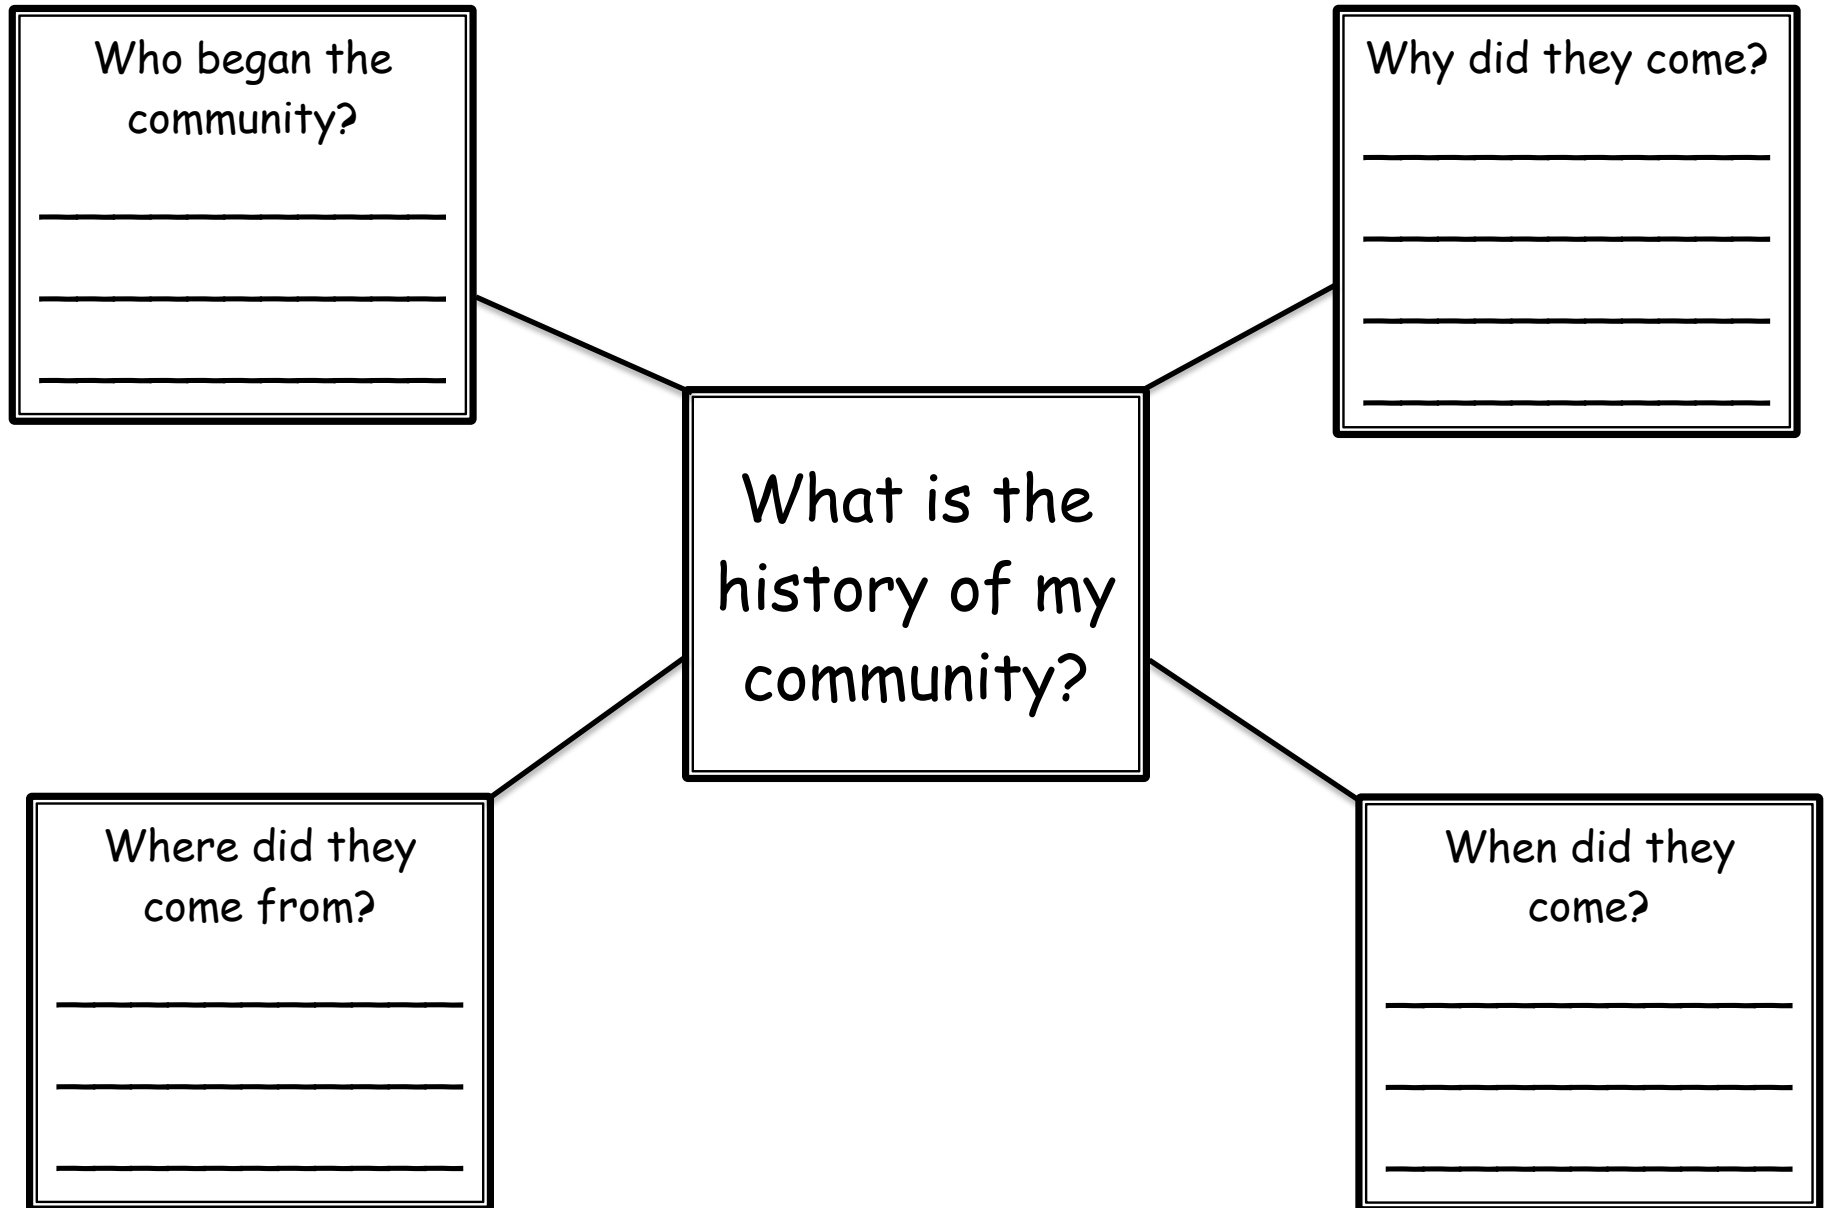 Who began the
community?
Why did they come?
What is the
history of my
community?
Where did they
come from?
When did they
come?